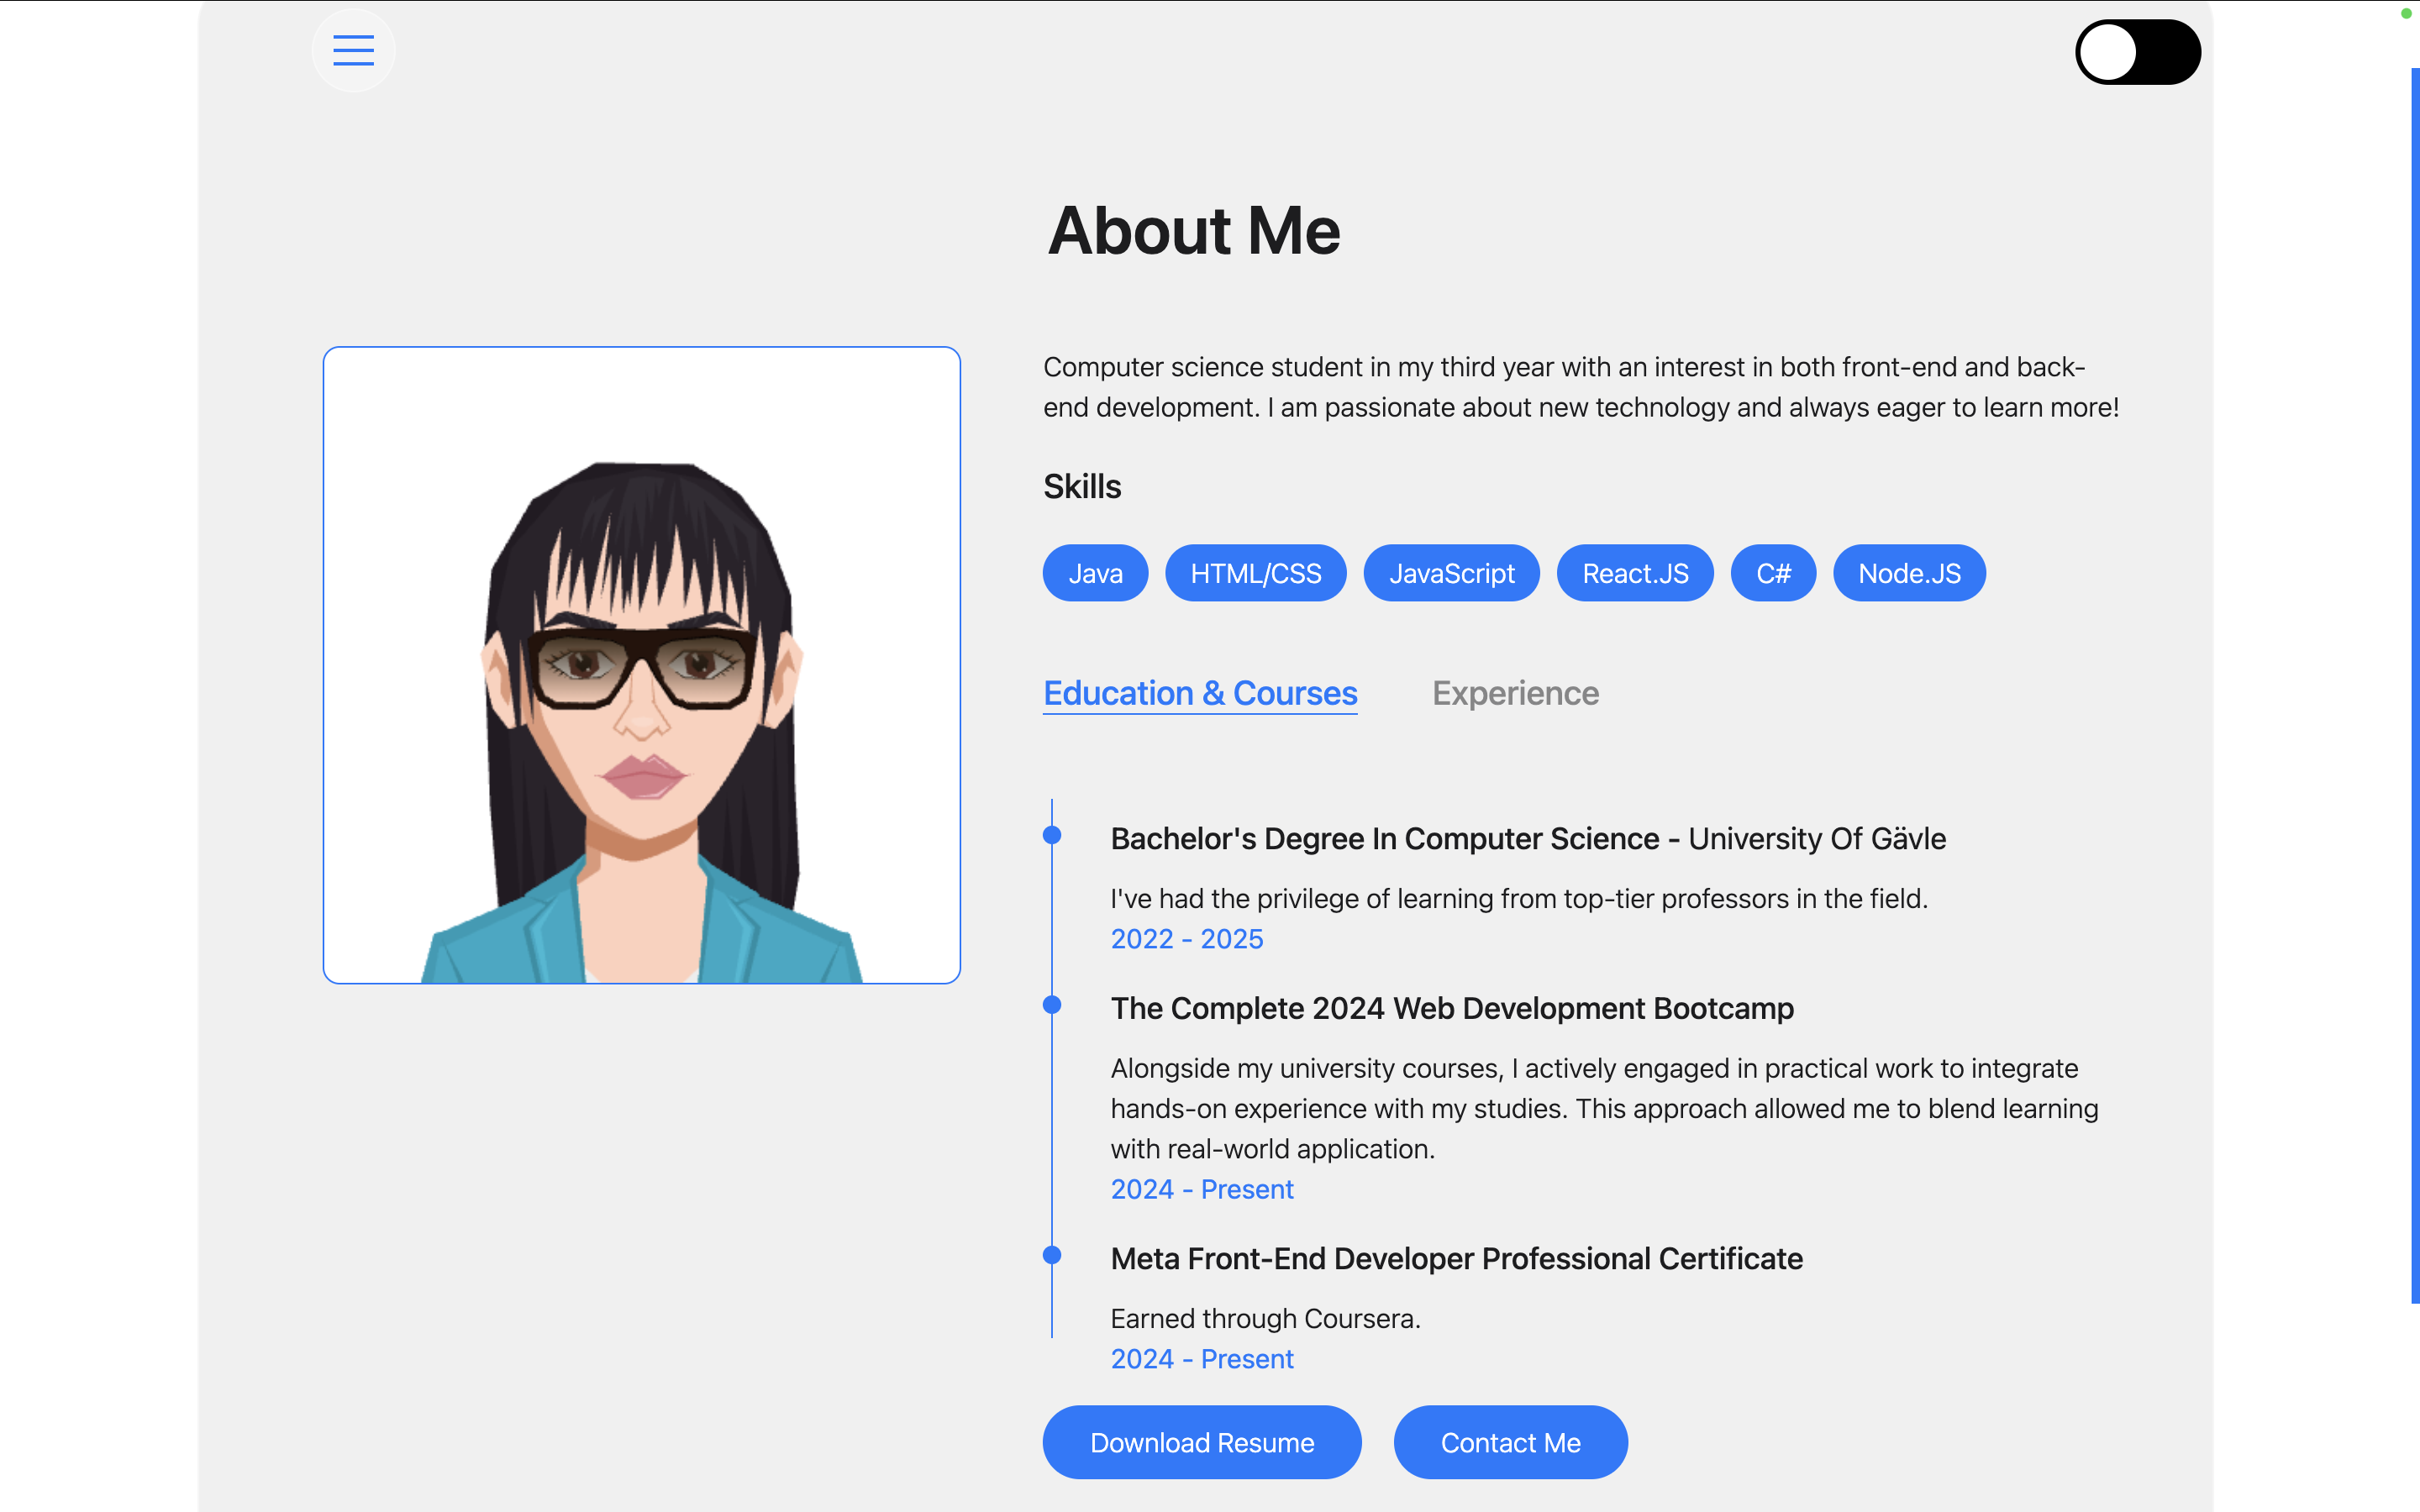 About Me
Computer science student in my third year with an interest in both front-end and back-
end development. I am passionate about new technology and always eager to learn more!
Skills
Java
HTML/CSS
JavaScript
React.JS
C#
Node.JS
Education & Courses
Experience
Bachelor's Degree In Computer Science - University Of Gävle
I've had the privilege of learning from top-tier professors in the field.
2022 - 2025
The Complete 2024 Web Development Bootcamp
Alongside my university courses, I actively engaged in practical work to integrate
hands-on experience with my studies. This approach allowed me to blend learning
with real-world application.
2024 - Present
Meta Front-End Developer Professional Certificate
Earned through Coursera.
2024 - Present
Download Resume
Contact Me